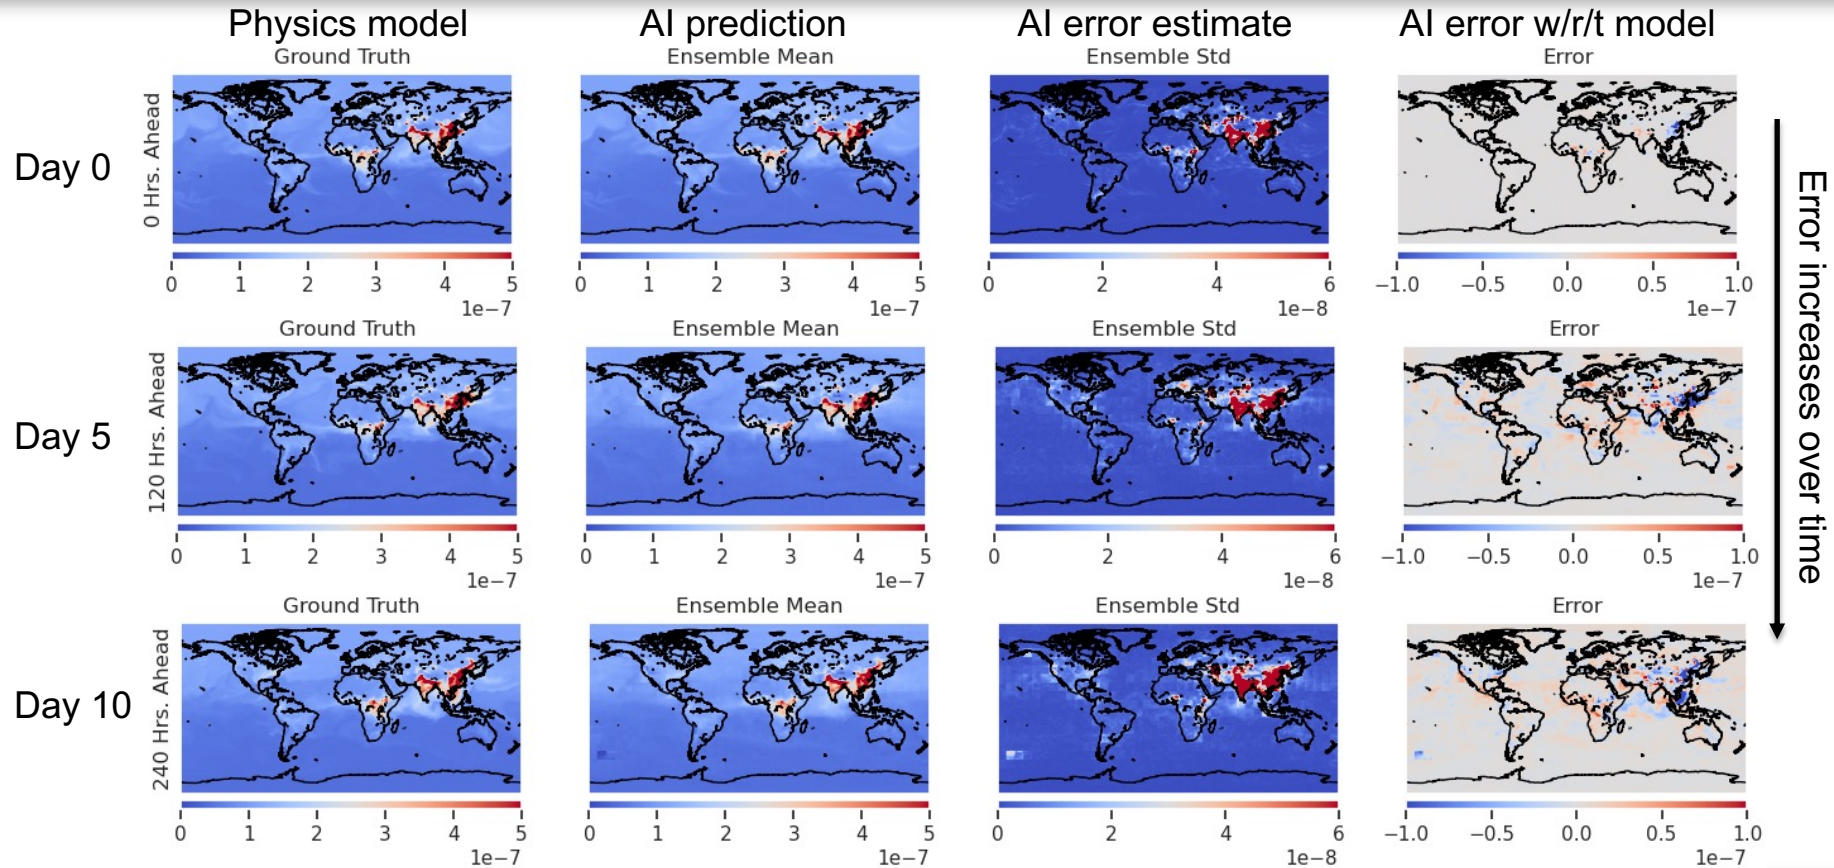 Physics model
AI prediction
AI error estimate
AI error w/r/t model
Ground Truth
Ensemble Mean
Ensemble Std
Error
Day 0
0 Hrs. Ahead
0 1 2 3 4 5
1e−7
0 1 2 3 4 5
1e−7
0 2 4 6
1e−8
−1.0 −0.5 0.0 0.5 1.0
1e−7
Ground Truth
Ensemble Mean
Ensemble Std
Error
Day 5
120 Hrs. Ahead
0 1 2 3 4 5
1e−7
0 1 2 3 4 5
1e−7
0 2 4 6
1e−8
−1.0 −0.5 0.0 0.5 1.0
1e−7
Ground Truth
Ensemble Mean
Ensemble Std
Error
Day 10
240 Hrs. Ahead
0 1 2 3 4 5
1e−7
0 1 2 3 4 5
1e−7
0 2 4 6
1e−8
−1.0 −0.5 0.0 0.5 1.0
1e−7
Error increases over time